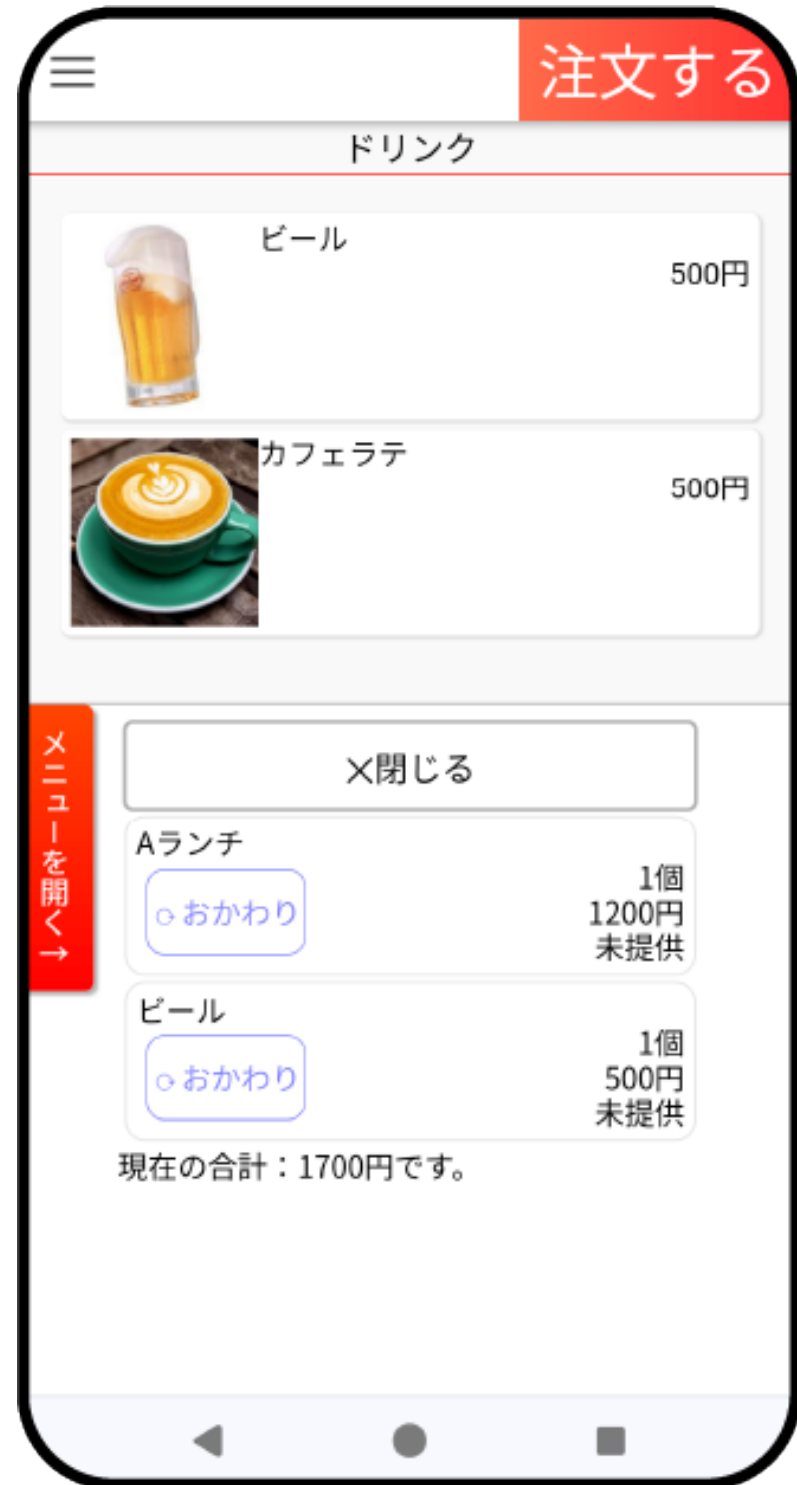 注文する
ドリンク
ビール
500円
カフェラテ
500円
メニューを開く→
×閉じる
Aランチ
おかわり
1個
1200円
未提供
ビール
おかわり
1個
500円
未提供
現在の合計：1700円です。